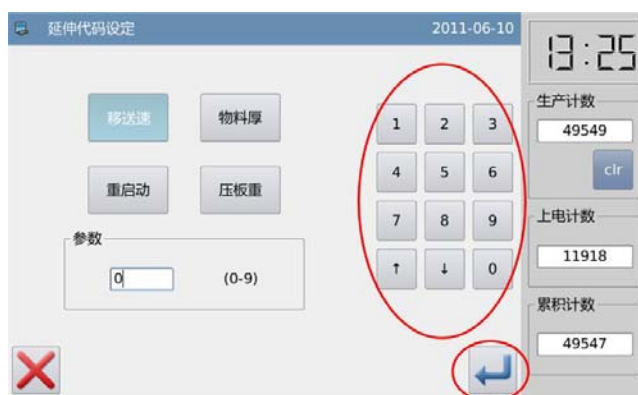 延伸代码设定 2011-06-10
13:25
移送速 物料厚
重启动 压板重
参数
0 (0-9)
1 2 3
4 5 6
7 8 9
↑ ↓ 0
生产计数
49549
clr
上电计数
11918
累积计数
49547